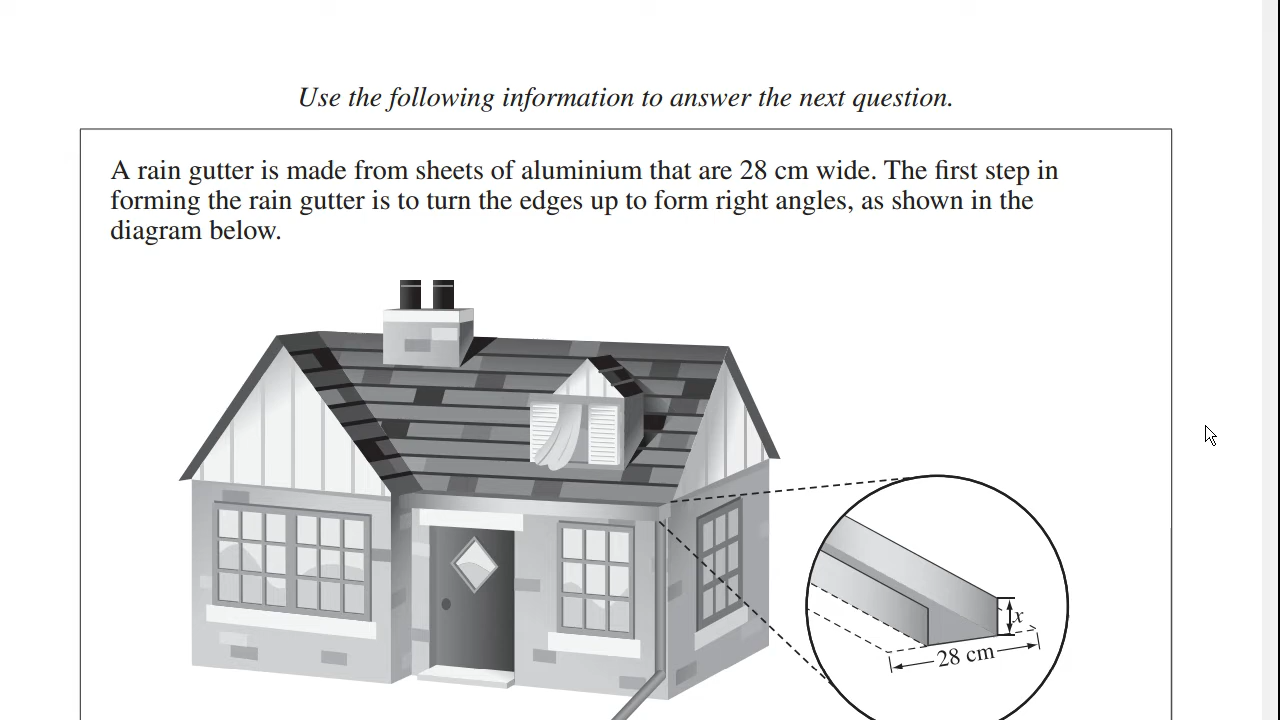 Use the following information to answer the next question.
A rain gutter is made from sheets of aluminium that are 28 cm wide. The first step in
forming the rain gutter is to turn the edges up to form right angles, as shown in the
diagram below.
x
28 cm